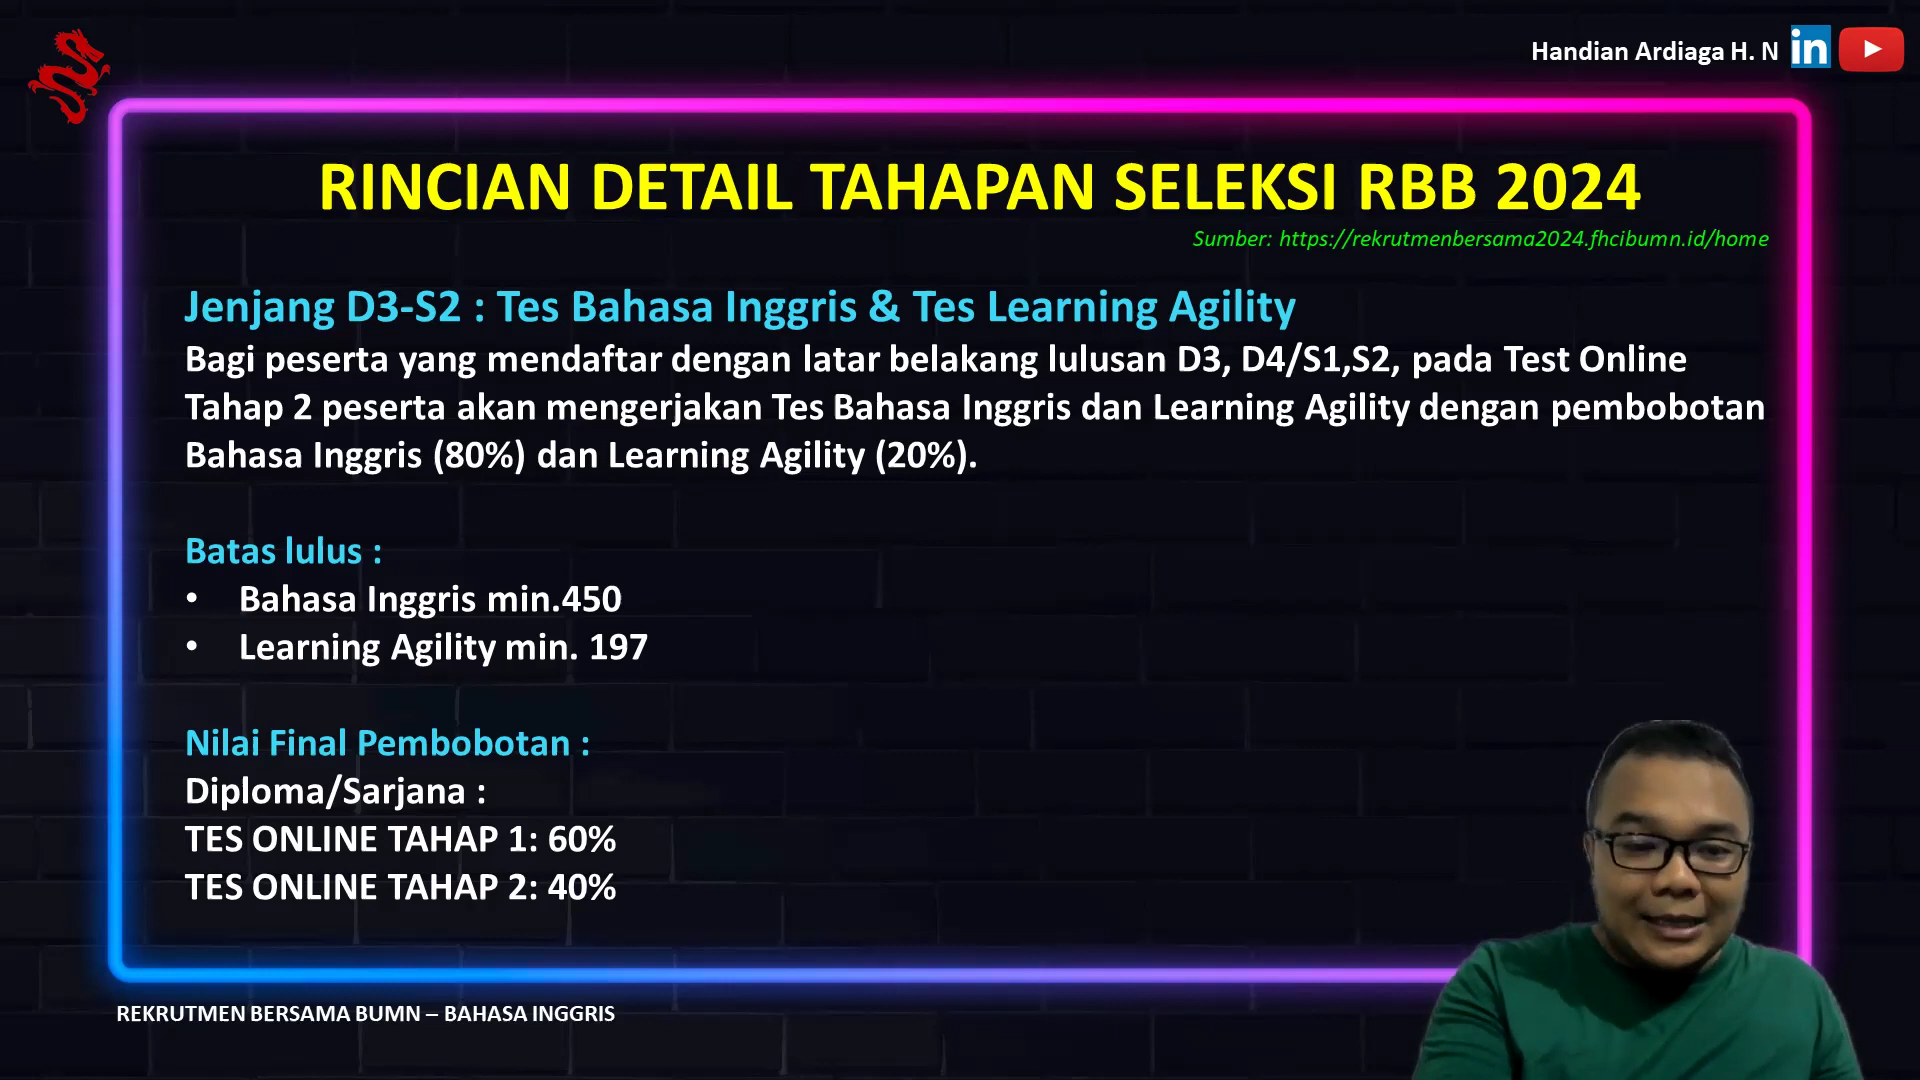 Handian Ardiaga H. N in
RINCIAN DETAIL TAHAPAN SELEKSI RBB 2024
Sumber: https://rekrutmenbersama2024.fhcibumn.id/home
Jenjang D3-S2 : Tes Bahasa Inggris & Tes Learning Agility
Bagi peserta yang mendaftar dengan latar belakang lulusan D3, D4/S1,S2, pada Test Online
Tahap 2 peserta akan mengerjakan Tes Bahasa Inggris dan Learning Agility dengan pembobotan
Bahasa Inggris (80%) dan Learning Agility (20%).
Batas lulus :
• Bahasa Inggris min.450
• Learning Agility min. 197
Nilai Final Pembobotan :
Diploma/Sarjana :
TES ONLINE TAHAP 1: 60%
TES ONLINE TAHAP 2: 40%
REKRUTMEN BERSAMA BUMN – BAHASA INGGRIS